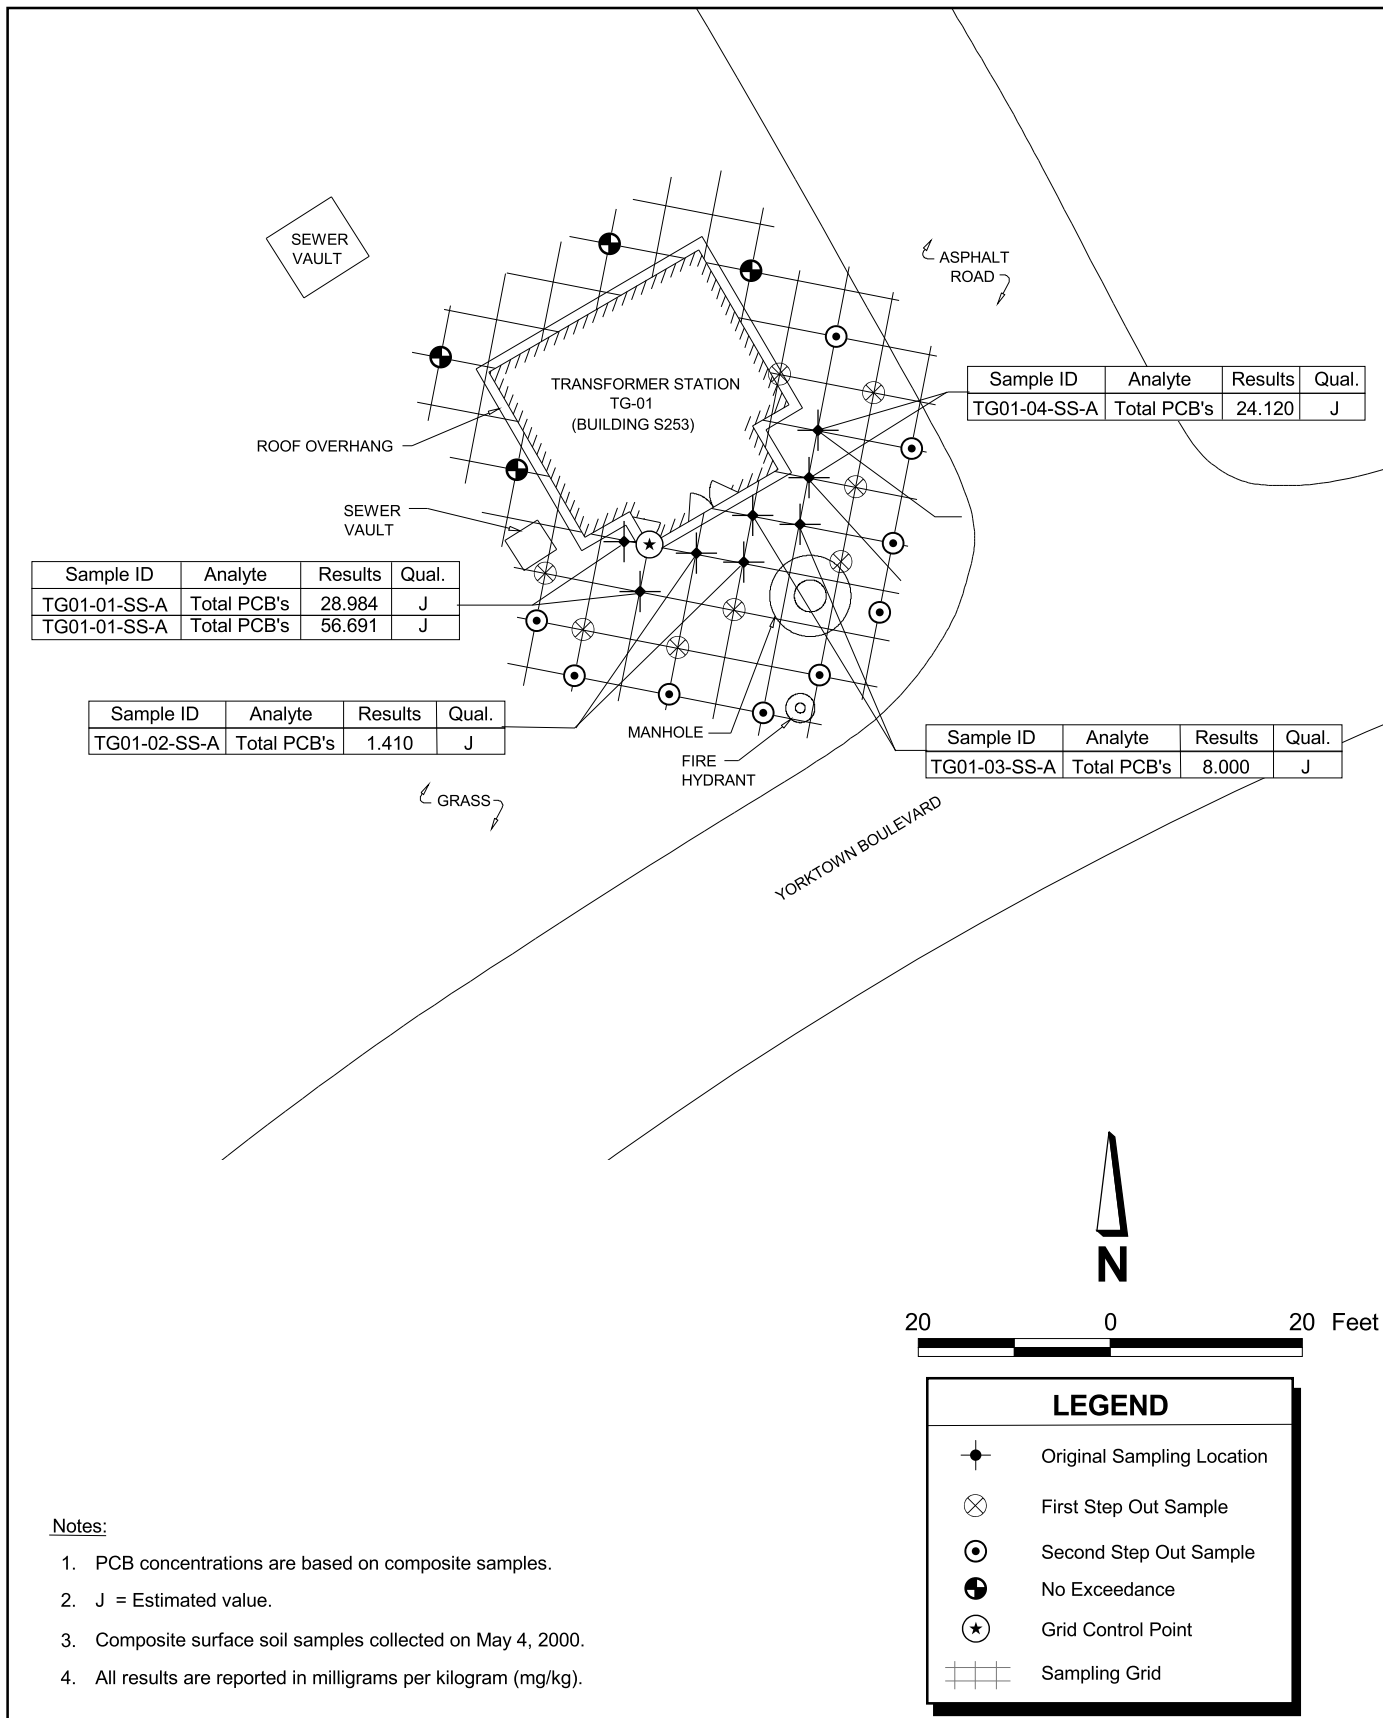 SEWER
VAULT
ASPHALT
ROAD
TRANSFORMER STATION
TG-01
(BUILDING S253)
Sample ID Analyte Results Qual.
TG01-04-SS-A Total PCB's 24.120 J
ROOF OVERHANG
SEWER
VAULT
Sample ID Analyte Results Qual.
TG01-01-SS-A Total PCB's 28.984 J
TG01-01-SS-A Total PCB's 56.691 J
Sample ID Analyte Results Qual.
TG01-02-SS-A Total PCB's 1.410 J
MANHOLE
FIRE
HYDRANT
Sample ID Analyte Results Qual.
TG01-03-SS-A Total PCB's 8.000 J
GRASS
YORKTOWN BOULEVARD
N
20 0 20 Feet
LEGEND
Original Sampling Location
First Step Out Sample
Second Step Out Sample
No Exceedance
Grid Control Point
Sampling Grid
Notes:
1. PCB concentrations are based on composite samples.
2. J = Estimated value.
3. Composite surface soil samples collected on May 4, 2000.
4. All results are reported in milligrams per kilogram (mg/kg).